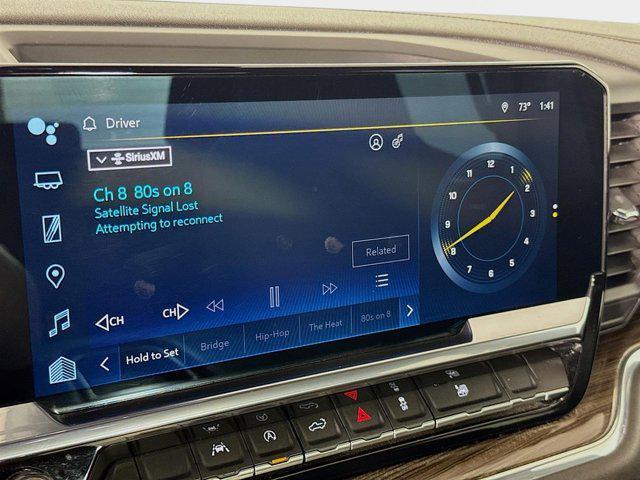 Driver
73° 1:41
SiriusXM
Ch 8 80s on 8
Satellite Signal Lost
Attempting to reconnect
Related
12
1
2
3
4
5
6
7
8
9
10
11
CH CH
Hold to Set Bridge Hip-Hop The Heat 80s on 8